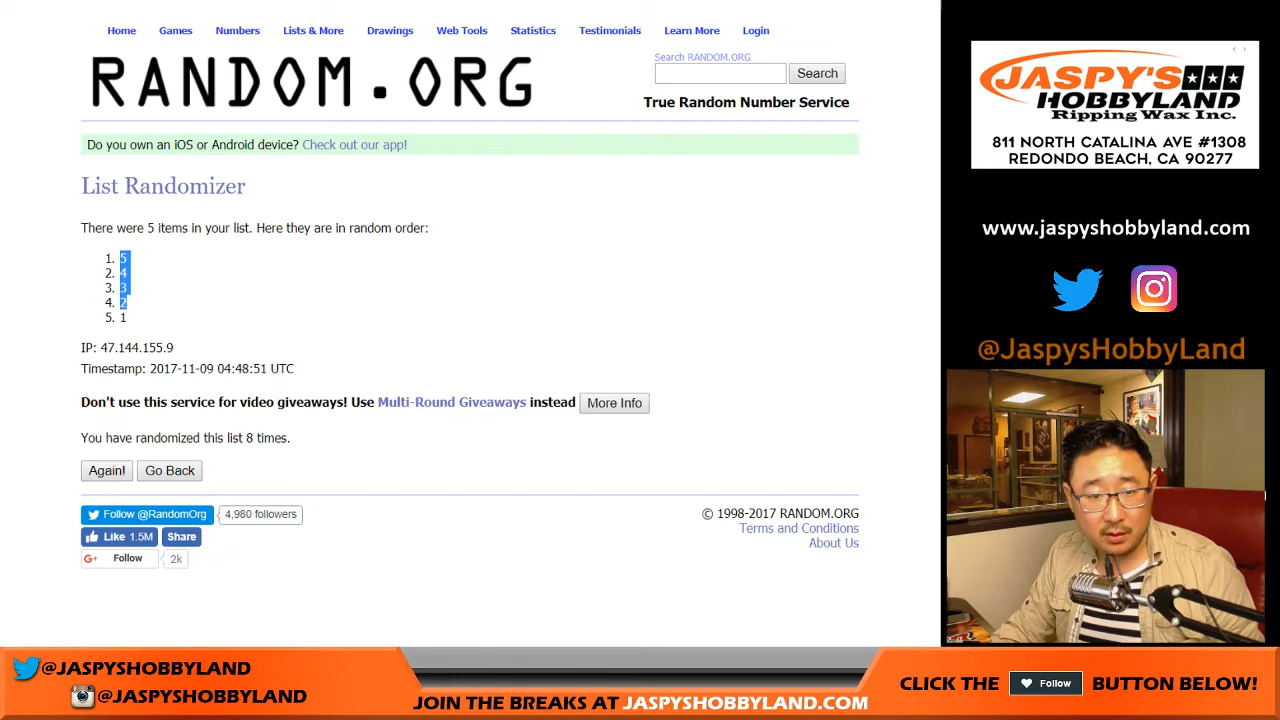 Home Games Numbers Lists & More Drawings Web Tools Statistics Testimonials Learn More Login
RANDOM.ORG
Search RANDOM.ORG
Search
True Random Number Service
Do you own an iOS or Android device? Check out our app!
List Randomizer
There were 5 items in your list. Here they are in random order:
1. 5
2. 4
3. 3
4. 2
5. 1
IP: 47.144.155.9
Timestamp: 2017-11-09 04:48:51 UTC
Don't use this service for video giveaways! Use Multi-Round Giveaways instead More Info
You have randomized this list 8 times.
Again! Go Back
Follow @RandomOrg 4,980 followers
Like 1.5M Share
G+ Follow 2k
© 1998-2017 RANDOM.ORG
Terms and Conditions
About Us
JASPY'S
HOBBYLAND
Ripping Wax Inc.
811 NORTH CATALINA AVE #1308
REDONDO BEACH, CA 90277
www.jaspyshobbyland.com
@JaspysHobbyLand
@JASPYSHOBBYLAND
@JASPYSHOBBYLAND
JOIN THE BREAKS AT JASPYSHOBBYLAND.COM
CLICK THE Follow BUTTON BELOW!